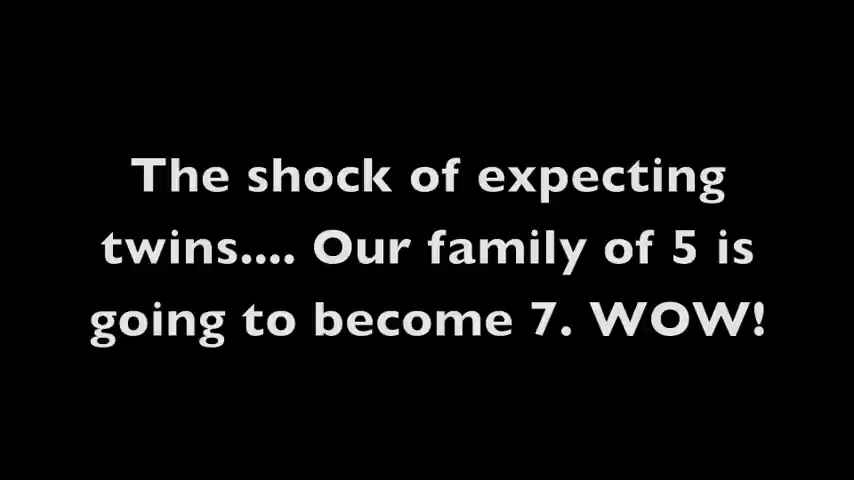 The shock of expecting
twins.... Our family of 5 is
going to become 7. WOW!